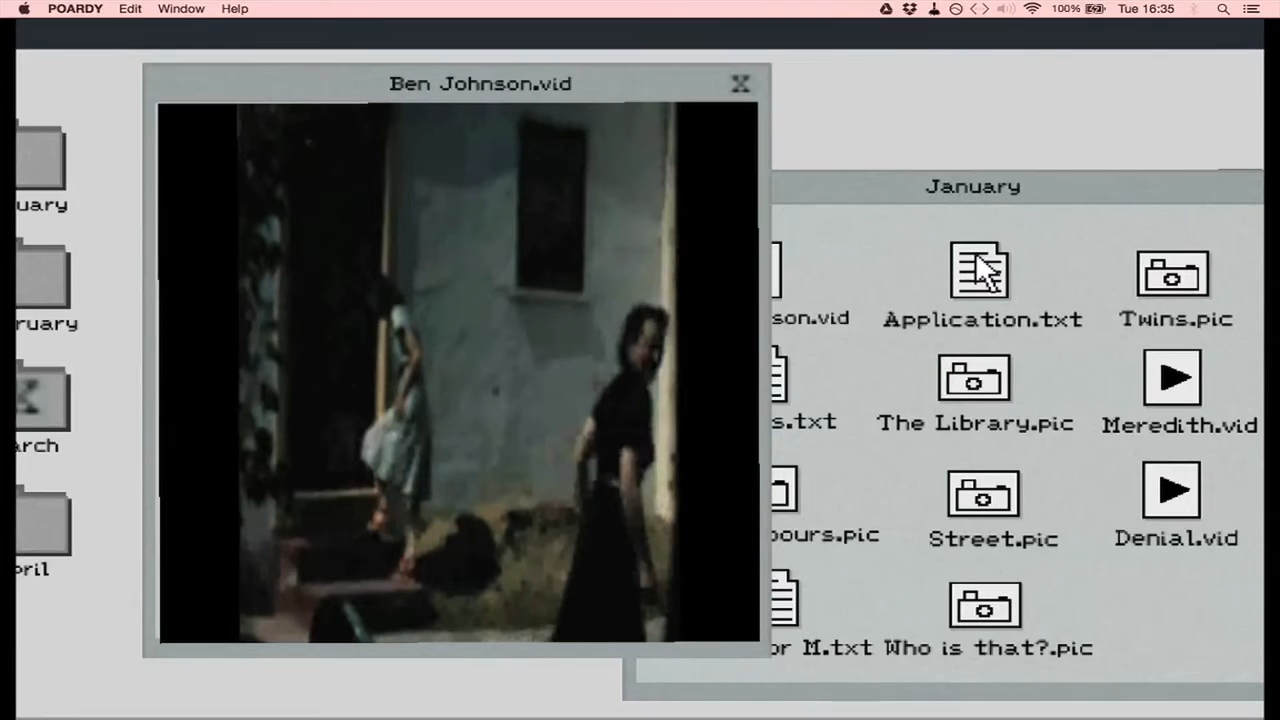 POARDY Edit Window Help 100% Tue 16:35
Ben Johnson.vid
January
uary
son.vid Application.txt Twins.pic
ruary
s.txt The Library.pic Meredith.vid
arch
ours.pic Street.pic Denial.vid
pril
or M.txt Who is that?.pic